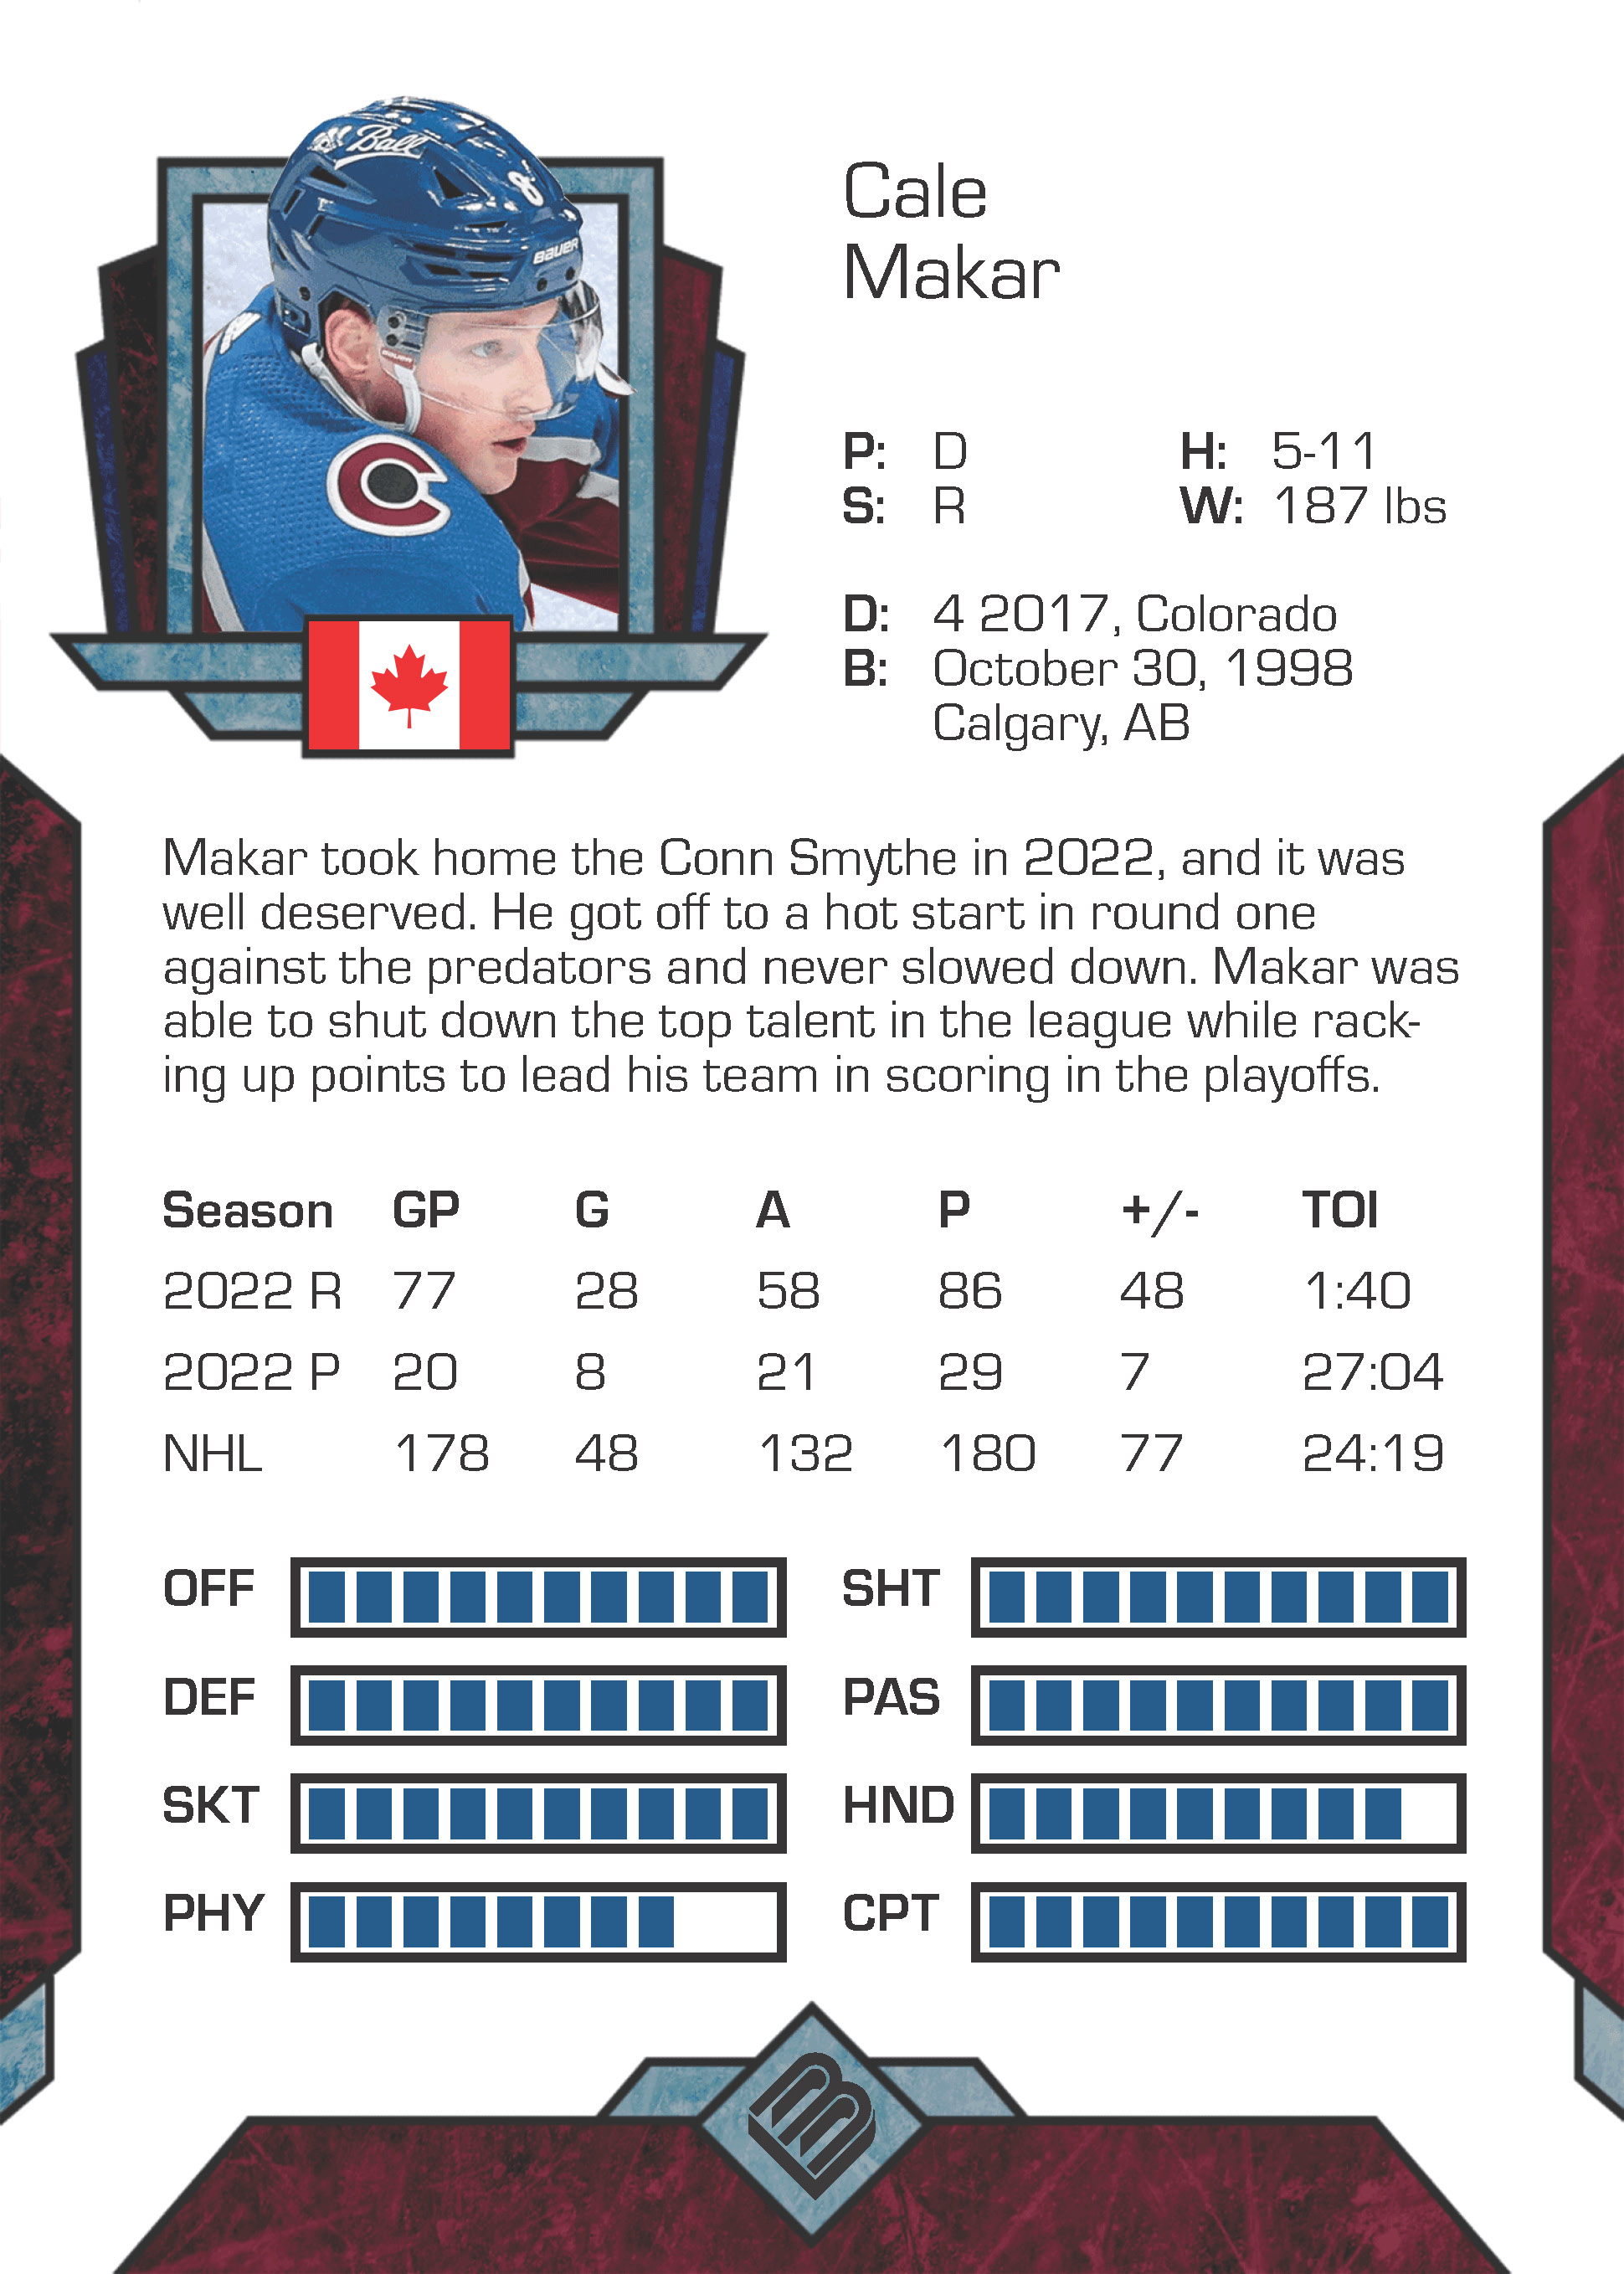 Ball
8
BAUER
BAUER
Cale
Makar
P: D H: 5-11
S: R W: 187 lbs
D: 4 2017, Colorado
B: October 30, 1998
Calgary, AB
Makar took home the Conn Smythe in 2022, and it was
well deserved. He got off to a hot start in round one
against the predators and never slowed down. Makar was
able to shut down the top talent in the league while rack-
ing up points to lead his team in scoring in the playoffs.
Season GP G A P +/- TOI
2022 R 77 28 58 86 48 1:40
2022 P 20 8 21 29 7 27:04
NHL 178 48 132 180 77 24:19
OFF SHT
DEF PAS
SKT HND
PHY CPT